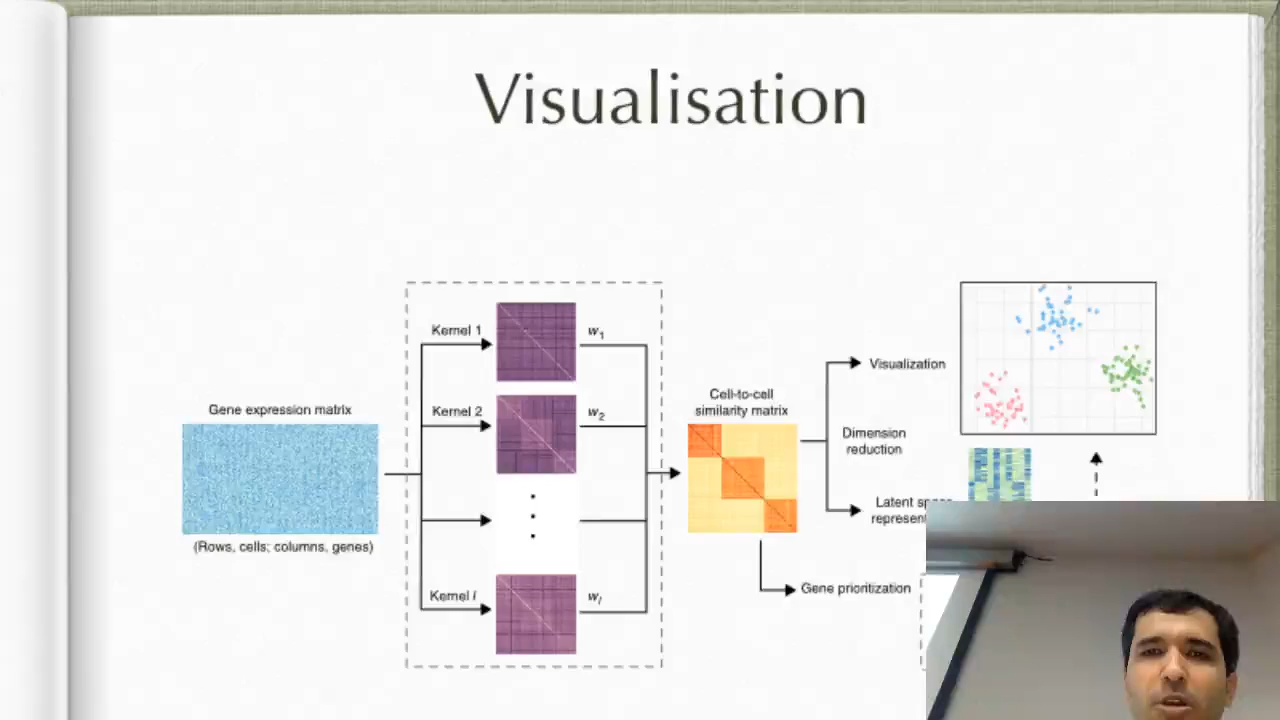 Visualisation
Gene expression matrix
(Rows, cells; columns, genes)
Kernel 1
w1
Kernel 2
w2
Kernel l
wl
Cell-to-cell
similarity matrix
Visualization
Dimension
reduction
Latent
Gene prioritization